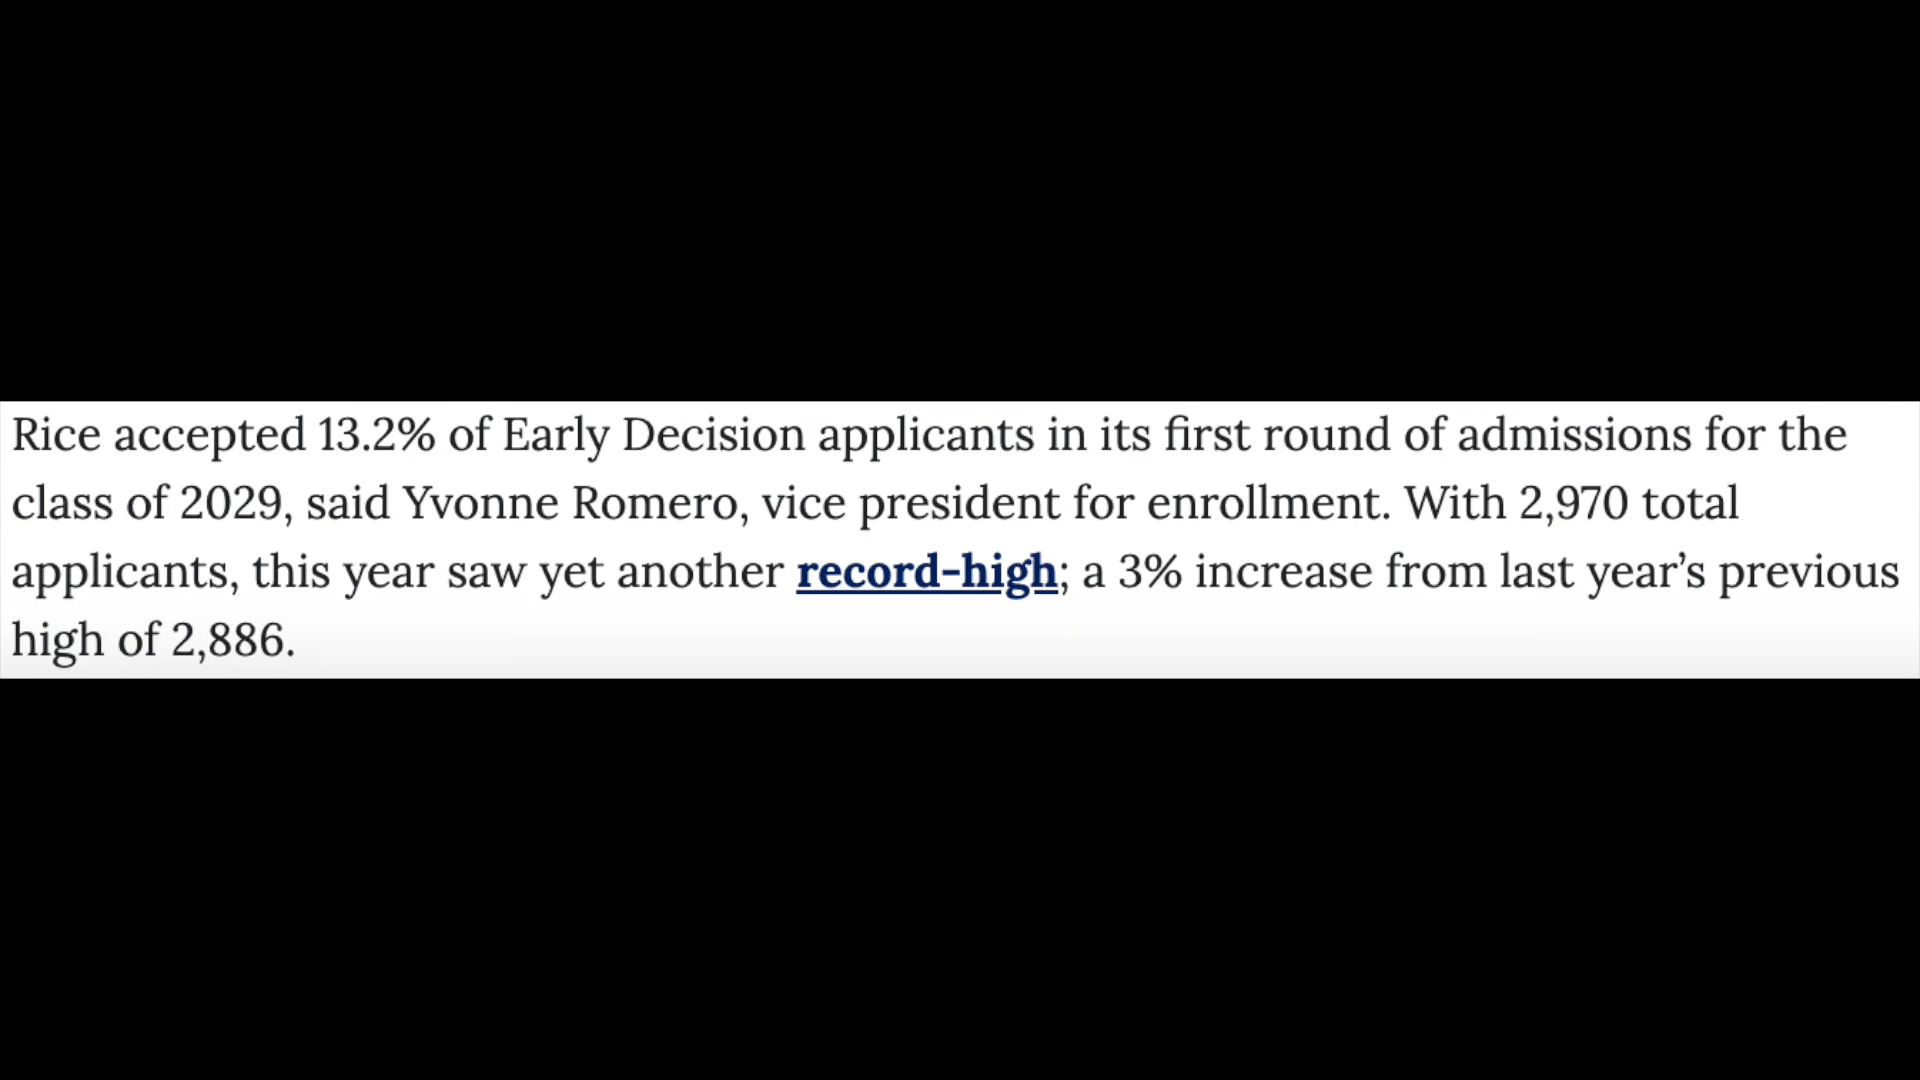 Rice accepted 13.2% of Early Decision applicants in its first round of admissions for the
class of 2029, said Yvonne Romero, vice president for enrollment. With 2,970 total
applicants, this year saw yet another record-high; a 3% increase from last year’s previous
high of 2,886.